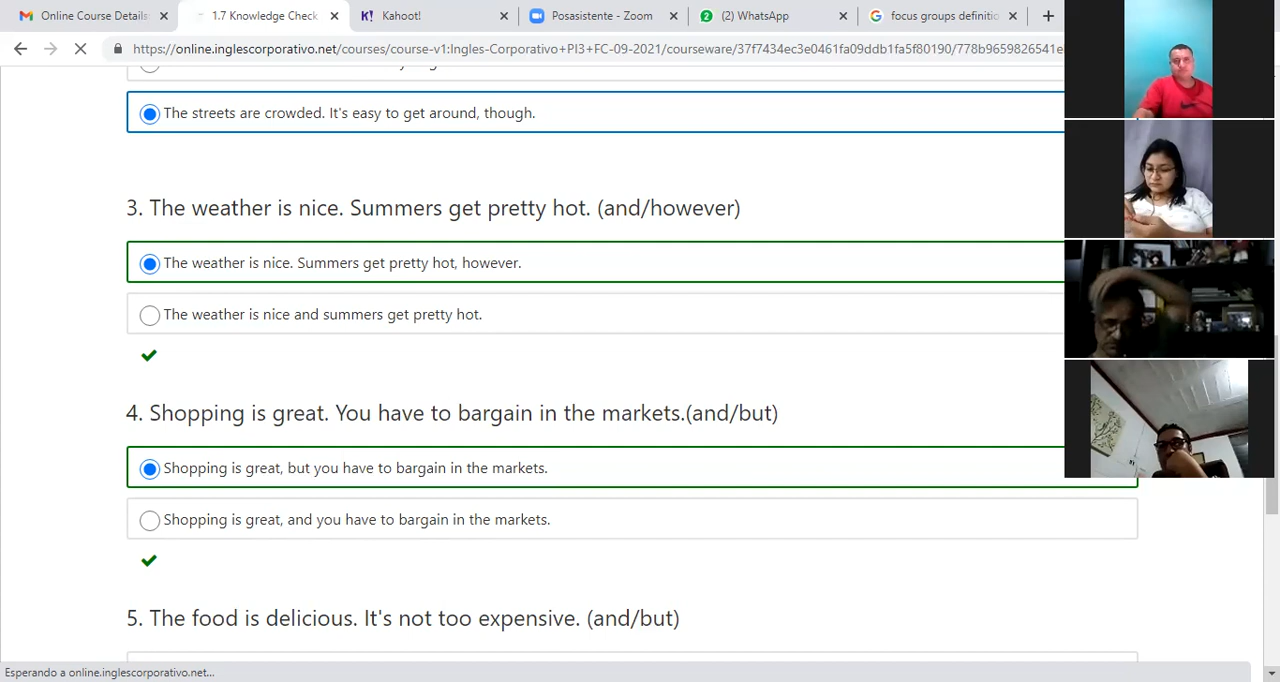 Online Course Details
1.7 Knowledge Check
Kahoot!
Posasistente - Zoom
(2) WhatsApp
focus groups definitio
https://online.inglescorporativo.net/courses/course-v1:Ingles-Corporativo+PI3+FC-09-2021/courseware/37f7434ec3e0461fa09ddb1fa5f80190/778b9659826541e
The streets are crowded. It's easy to get around, though.
3. The weather is nice. Summers get pretty hot. (and/however)
The weather is nice. Summers get pretty hot, however.
The weather is nice and summers get pretty hot.
4. Shopping is great. You have to bargain in the markets.(and/but)
Shopping is great, but you have to bargain in the markets.
Shopping is great, and you have to bargain in the markets.
5. The food is delicious. It's not too expensive. (and/but)
Esperando a online.inglescorporativo.net...